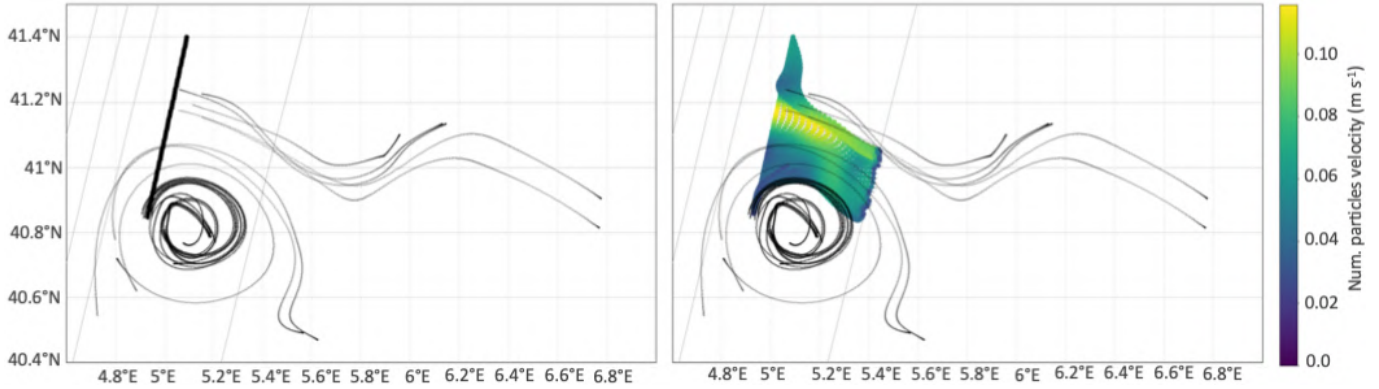 41.4°N
41.2°N
41°N
40.8°N
40.6°N
40.4°N
4.8°E 5°E 5.2°E 5.4°E 5.6°E 5.8°E 6°E 6.2°E 6.4°E 6.6°E 6.8°E
4.8°E 5°E 5.2°E 5.4°E 5.6°E 5.8°E 6°E 6.2°E 6.4°E 6.6°E 6.8°E
0.10
0.08
0.06
0.04
0.02
0.0
Num. particles velocity (m s⁻¹)